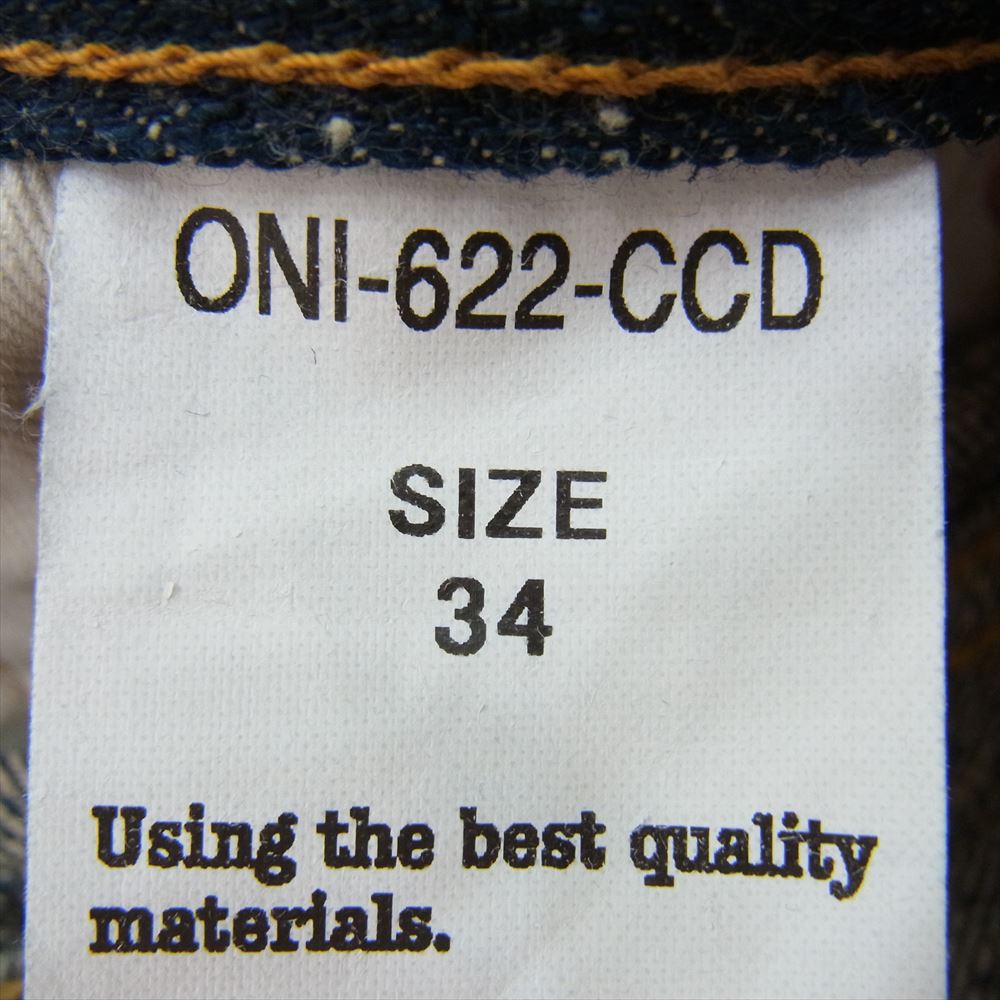 ONI-622-CCD
SIZE
34
Using the best quality
materials.